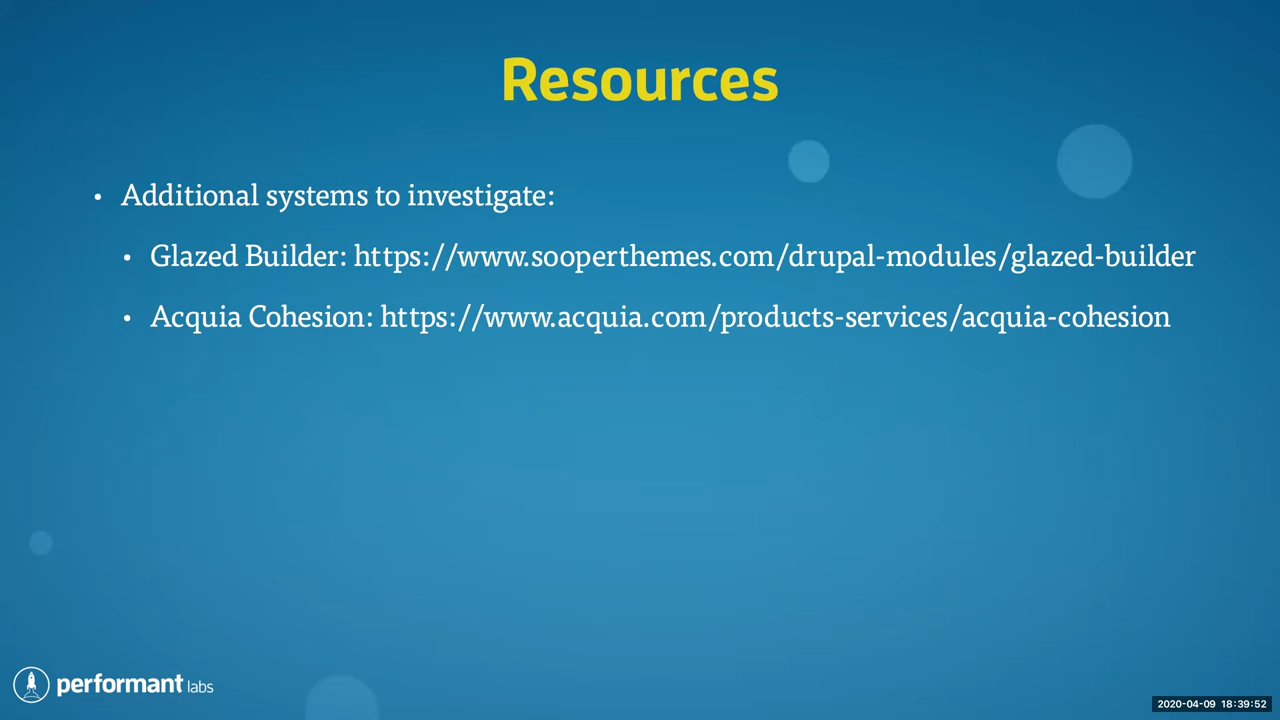 Resources
• Additional systems to investigate:
• Glazed Builder: https://www.sooperthemes.com/drupal-modules/glazed-builder
• Acquia Cohesion: https://www.acquia.com/products-services/acquia-cohesion
performant labs
2020-04-09 18:39:52